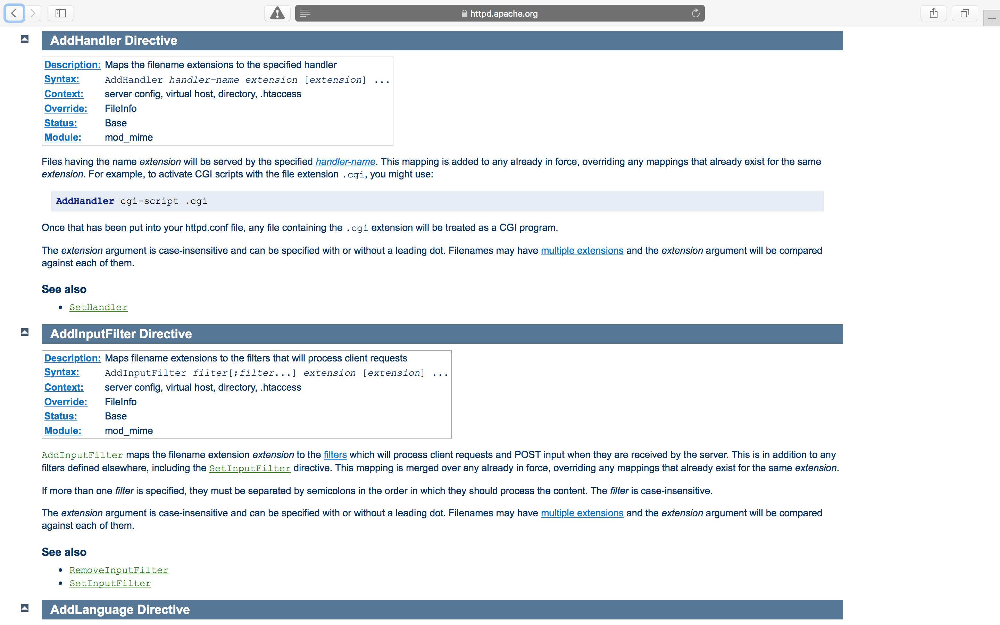 httpd.apache.org
AddHandler Directive
Description: Maps the filename extensions to the specified handler
Syntax: AddHandler handler-name extension [extension] ...
Context: server config, virtual host, directory, .htaccess
Override: FileInfo
Status: Base
Module: mod_mime
Files having the name extension will be served by the specified handler-name. This mapping is added to any already in force, overriding any mappings that already exist for the same
extension. For example, to activate CGI scripts with the file extension .cgi, you might use:
AddHandler cgi-script .cgi
Once that has been put into your httpd.conf file, any file containing the .cgi extension will be treated as a CGI program.
The extension argument is case-insensitive and can be specified with or without a leading dot. Filenames may have multiple extensions and the extension argument will be compared
against each of them.
See also
• SetHandler
AddInputFilter Directive
Description: Maps filename extensions to the filters that will process client requests
Syntax: AddInputFilter filter[;filter...] extension [extension] ...
Context: server config, virtual host, directory, .htaccess
Override: FileInfo
Status: Base
Module: mod_mime
AddInputFilter maps the filename extension extension to the filters which will process client requests and POST input when they are received by the server. This is in addition to any
filters defined elsewhere, including the SetInputFilter directive. This mapping is merged over any already in force, overriding any mappings that already exist for the same extension.
If more than one filter is specified, they must be separated by semicolons in the order in which they should process the content. The filter is case-insensitive.
The extension argument is case-insensitive and can be specified with or without a leading dot. Filenames may have multiple extensions and the extension argument will be compared
against each of them.
See also
• RemoveInputFilter
• SetInputFilter
AddLanguage Directive